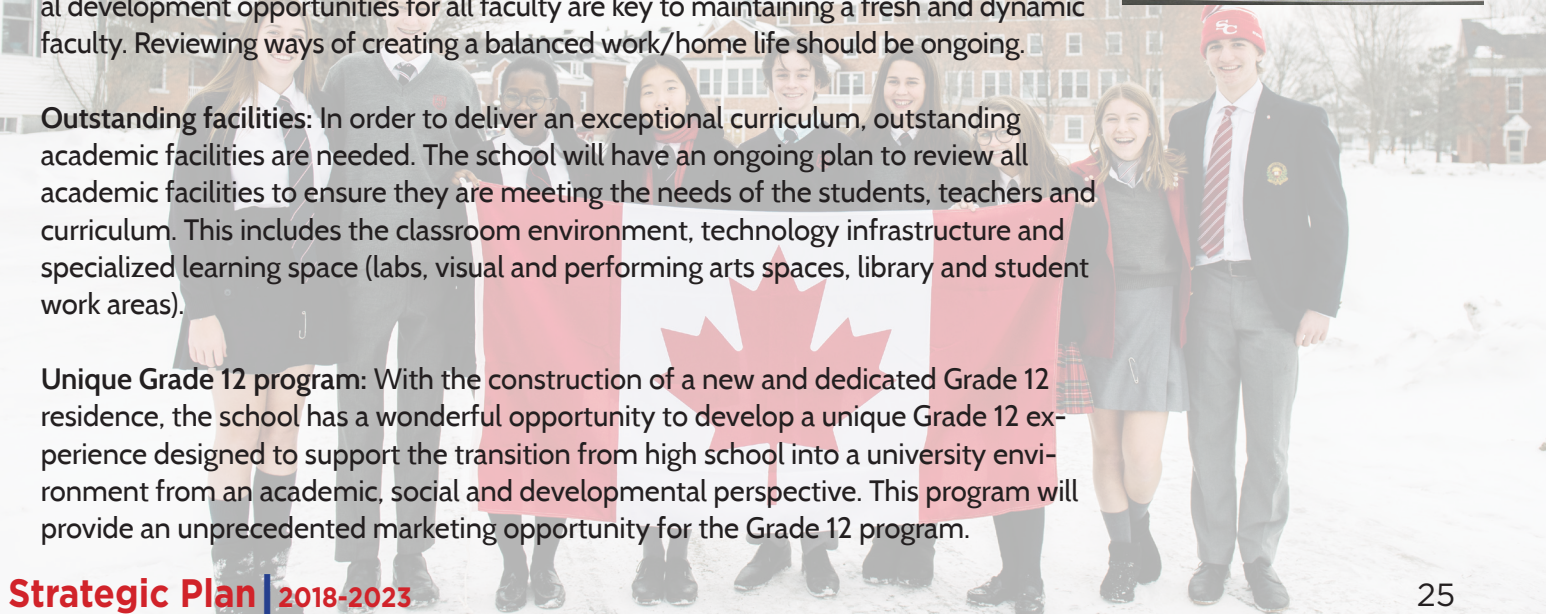 al development opportunities for all faculty are key to maintaining a fresh and dynamic
faculty. Reviewing ways of creating a balanced work/home life should be ongoing.
Outstanding facilities: In order to deliver an exceptional curriculum, outstanding
academic facilities are needed. The school will have an ongoing plan to review all
academic facilities to ensure they are meeting the needs of the students, teachers and
curriculum. This includes the classroom environment, technology infrastructure and
specialized learning space (labs, visual and performing arts spaces, library and student
work areas).
Unique Grade 12 program: With the construction of a new and dedicated Grade 12
residence, the school has a wonderful opportunity to develop a unique Grade 12 ex-
perience designed to support the transition from high school into a university envi-
ronment from an academic, social and developmental perspective. This program will
provide an unprecedented marketing opportunity for the Grade 12 program.
Strategic Plan | 2018-2023
25
SC